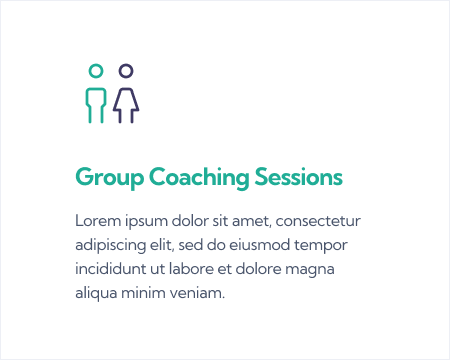 Group Coaching Sessions
Lorem ipsum dolor sit amet, consectetur
adipiscing elit, sed do eiusmod tempor
incididunt ut labore et dolore magna
aliqua minim veniam.